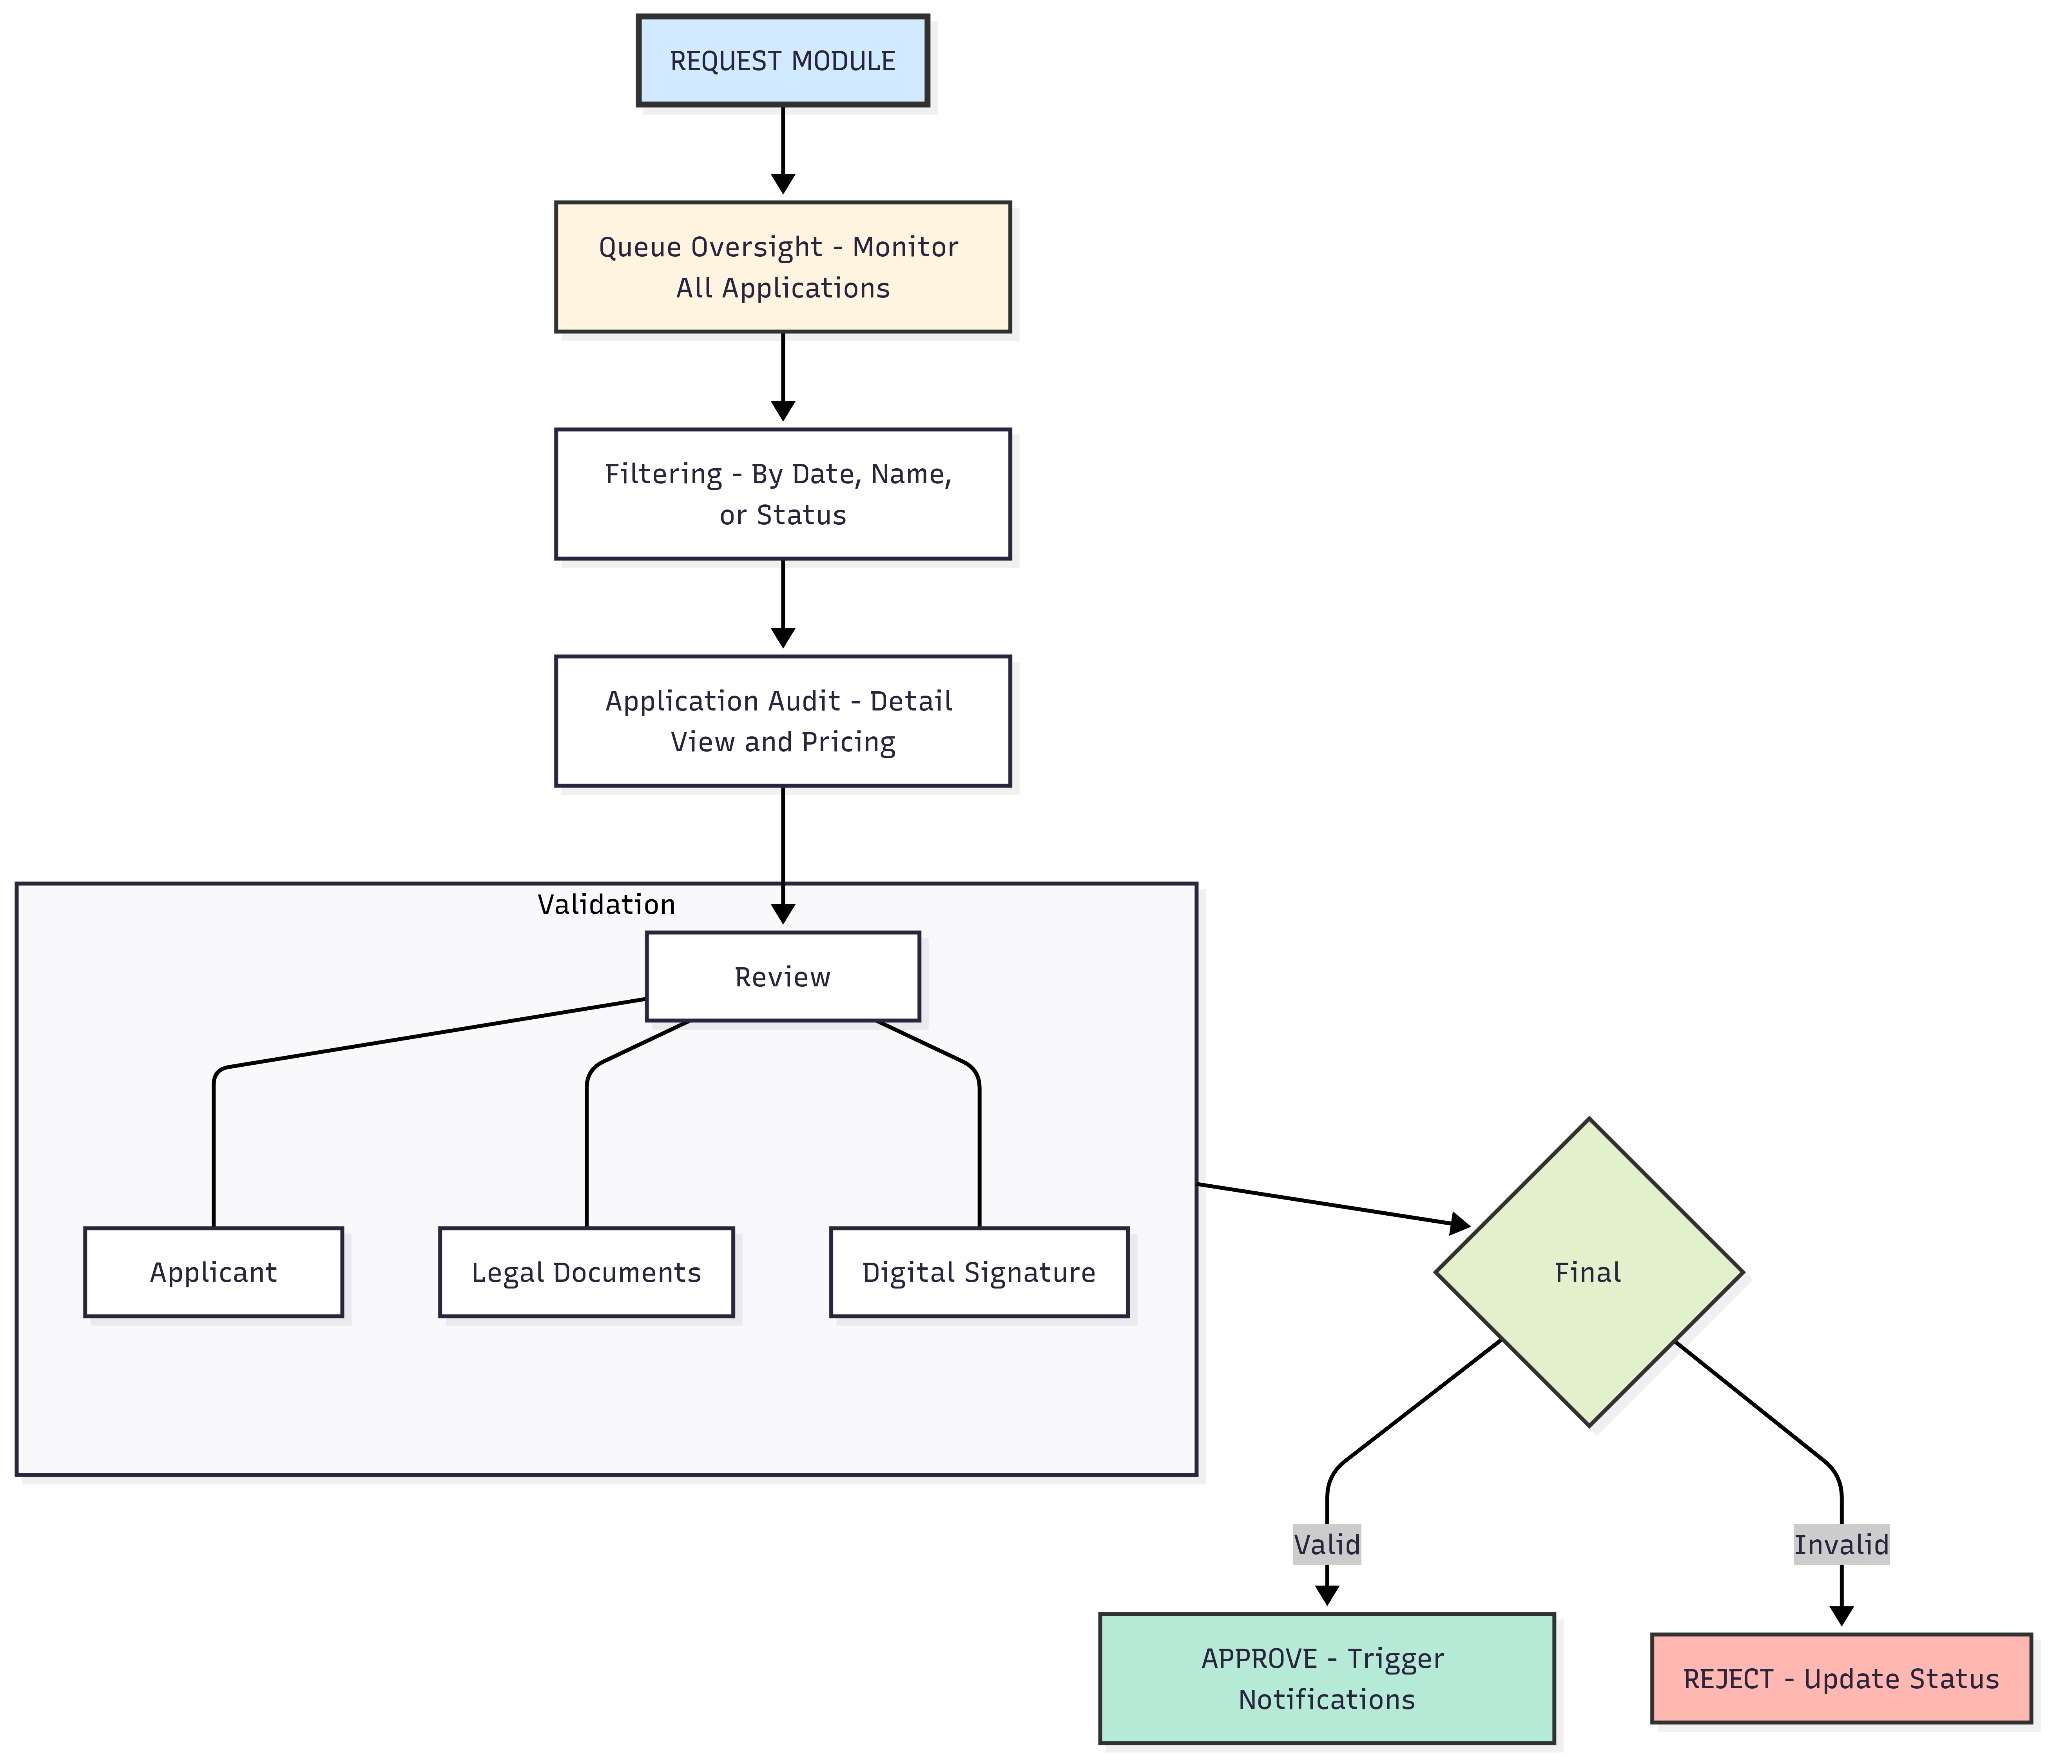 REQUEST MODULE
Queue Oversight - Monitor
All Applications
Filtering - By Date, Name,
or Status
Application Audit - Detail
View and Pricing
Validation
Review
Applicant
Legal Documents
Digital Signature
Final
Valid
Invalid
APPROVE - Trigger
Notifications
REJECT - Update Status